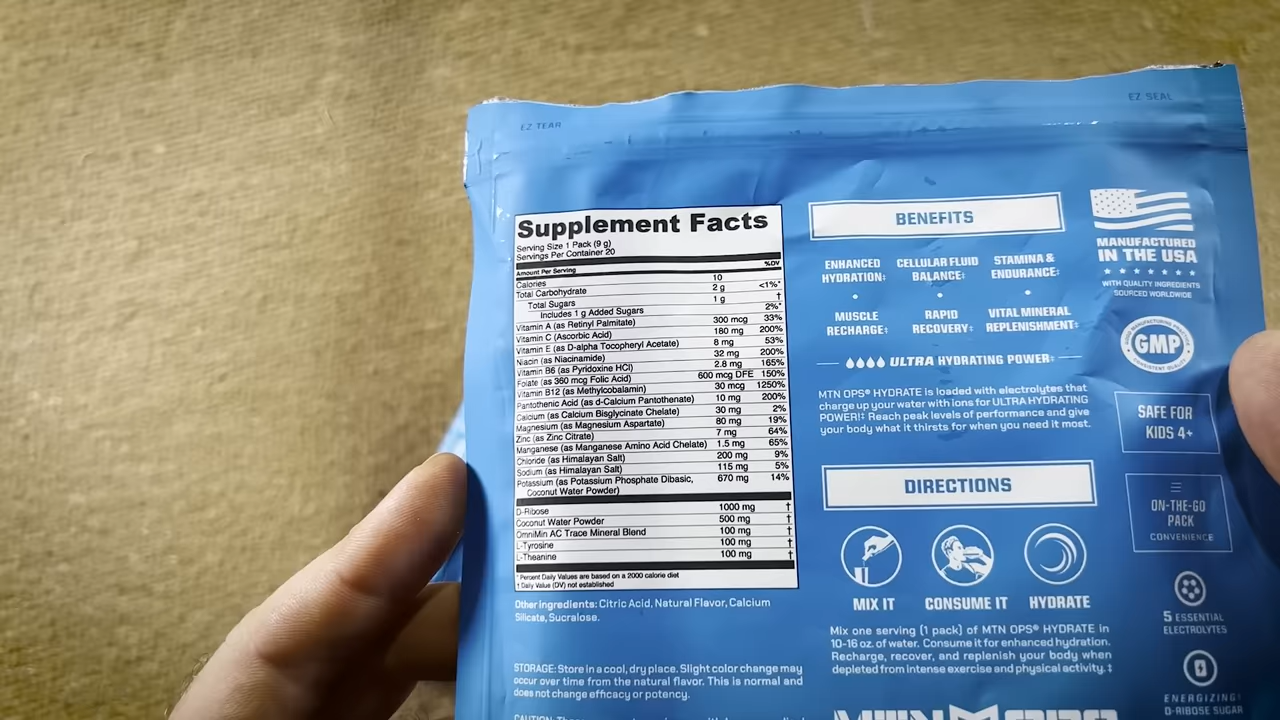 EZ TEAR
EZ SEAL
Supplement Facts
Serving Size 1 Pack (9 g)
Servings Per Container 20
Amount Per Serving %DV
Calories 10
Total Carbohydrate 2 g <1%*
Total Sugars 1 g †
Includes 1 g Added Sugars 2%*
Vitamin A (as Retinyl Palmitate) 300 mcg 33%
Vitamin C (Ascorbic Acid) 180 mg 200%
Vitamin E (as D-alpha Tocopheryl Acetate) 8 mg 53%
Niacin (as Niacinamide) 32 mg 200%
Vitamin B6 (as Pyridoxine HCl) 2.8 mg 165%
Folate (as 360 mcg Folic Acid) 600 mcg DFE 150%
Vitamin B12 (as Methylcobalamin) 30 mcg 1250%
Pantothenic Acid (as d-Calcium Pantothenate) 10 mg 200%
Calcium (as Calcium Bisglycinate Chelate) 30 mg 2%
Magnesium (as Magnesium Aspartate) 80 mg 19%
Zinc (as Zinc Citrate) 7 mg 64%
Manganese (as Manganese Amino Acid Chelate) 1.5 mg 65%
Chloride (as Himalayan Salt) 200 mg 9%
Sodium (as Himalayan Salt) 115 mg 5%
Potassium (as Potassium Phosphate Dibasic, 670 mg 14%
Coconut Water Powder)
D-Ribose 1000 mg †
Coconut Water Powder 500 mg †
OmniMin AC Trace Mineral Blend 100 mg †
L-Tyrosine 100 mg †
L-Theanine 100 mg †
* Percent Daily Values are based on a 2000 calorie diet
† Daily Value (DV) not established
Other ingredients: Citric Acid, Natural Flavor, Calcium
Silicate, Sucralose.
STORAGE: Store in a cool, dry place. Slight color change may
occur over time from the natural flavor. This is normal and
does not change efficacy or potency.
BENEFITS
ENHANCED
HYDRATION‡
CELLULAR FLUID
BALANCE‡
STAMINA &
ENDURANCE‡
MUSCLE
RECHARGE‡
RAPID
RECOVERY‡
VITAL MINERAL
REPLENISHMENT‡
ULTRA HYDRATING POWER‡
MTN OPS® HYDRATE is loaded with electrolytes that
charge up your water with ions for ULTRA HYDRATING
POWER!‡ Reach peak levels of performance and give
your body what it thirsts for when you need it most.
DIRECTIONS
MIX IT
CONSUME IT
HYDRATE
Mix one serving (1 pack) of MTN OPS® HYDRATE in
10-16 oz. of water. Consume it for enhanced hydration.
Recharge, recover, and replenish your body when
depleted from intense exercise and physical activity. ‡
MANUFACTURED
IN THE USA
WITH QUALITY INGREDIENTS
SOURCED WORLDWIDE
GOOD MANUFACTURING PRACTICE
GMP
CONSISTENT QUALITY
SAFE FOR
KIDS 4+
ON-THE-GO
PACK
CONVENIENCE
5 ESSENTIAL
ELECTROLYTES
ENERGIZING‡
D-RIBOSE SUGAR